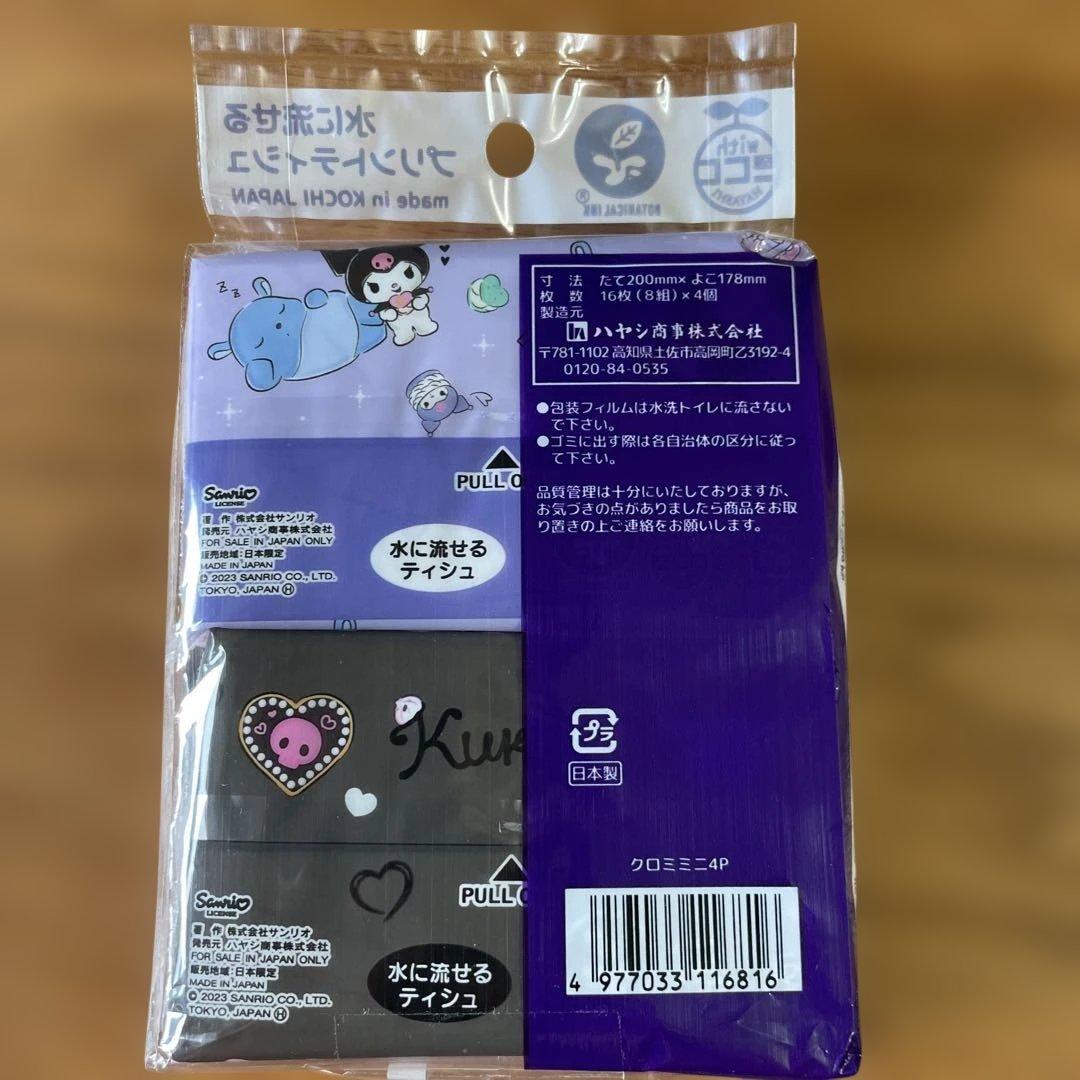 水に流せる
プリントティシュ
made in KOCHI JAPAN
BOTANICAL INK
®
with
HAYASHI
z z
寸 法 たて200mm×よこ178mm
枚 数 16枚(8組)×4個
製造元
ハヤシ商事株式会社
〒781-1102 高知県土佐市高岡町乙3192-4
0120-84-0535
●包装フィルムは水洗トイレに流さない
で下さい。
●ゴミに出す際は各自治体の区分に従っ
て下さい。
品質管理は十分にいたしておりますが、
お気づきの点がありましたら商品をお取
り置きの上ご連絡をお願いします。
PULL O
Sanrio
LICENSE
著 作 株式会社サンリオ
発売元 ハヤシ商事株式会社
FOR SALE IN JAPAN ONLY
販売地域:日本限定
MADE IN JAPAN
© 2023 SANRIO CO., LTD.
TOKYO, JAPAN Ⓗ
水に流せる
ティシュ
Ku
プラ
日本製
クロミミニ4P
4 977033 116816
PULL O
Sanrio
LICENSE
著 作 株式会社サンリオ
発売元 ハヤシ商事株式会社
FOR SALE IN JAPAN ONLY
販売地域:日本限定
MADE IN JAPAN
© 2023 SANRIO CO., LTD.
TOKYO, JAPAN Ⓗ
水に流せる
ティシュ